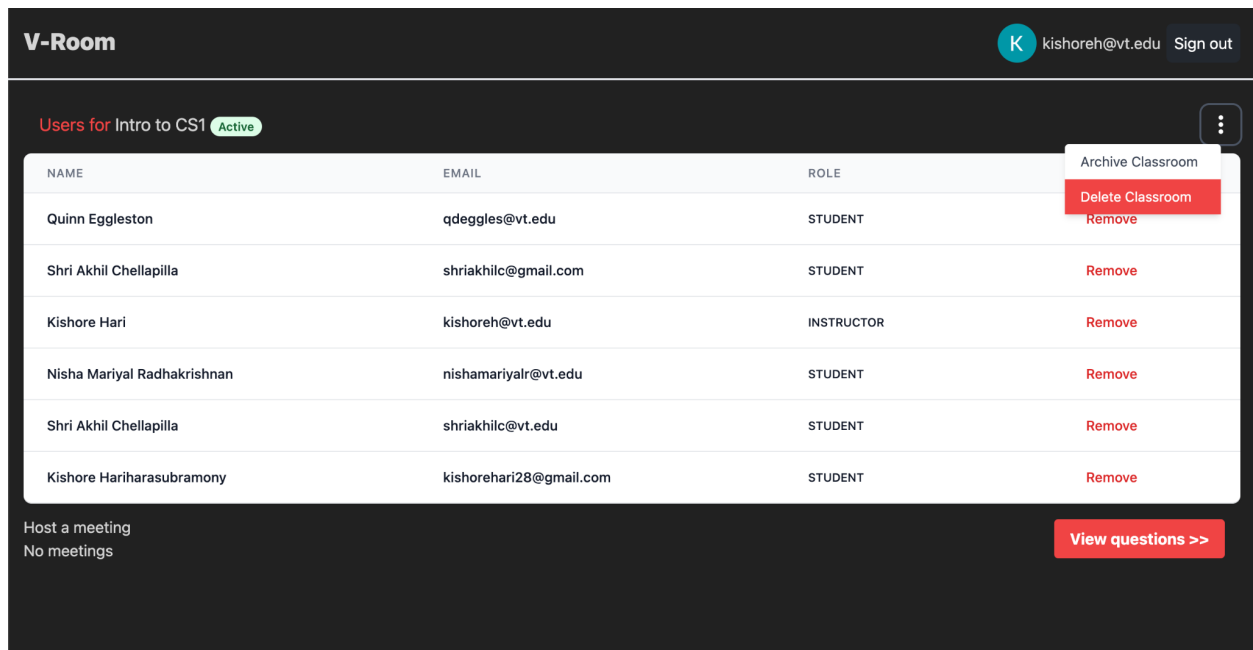 V-Room
K kishoreh@vt.edu Sign out
Users for Intro to CS1 Active
Archive Classroom
Delete Classroom
NAME EMAIL ROLE
Quinn Eggleston qdeggles@vt.edu STUDENT Remove
Shri Akhil Chellapilla shriakhilc@gmail.com STUDENT Remove
Kishore Hari kishoreh@vt.edu INSTRUCTOR Remove
Nisha Mariyal Radhakrishnan nishamariyalr@vt.edu STUDENT Remove
Shri Akhil Chellapilla shriakhilc@vt.edu STUDENT Remove
Kishore Hariharasubramony kishorehari28@gmail.com STUDENT Remove
Host a meeting
No meetings
View questions >>